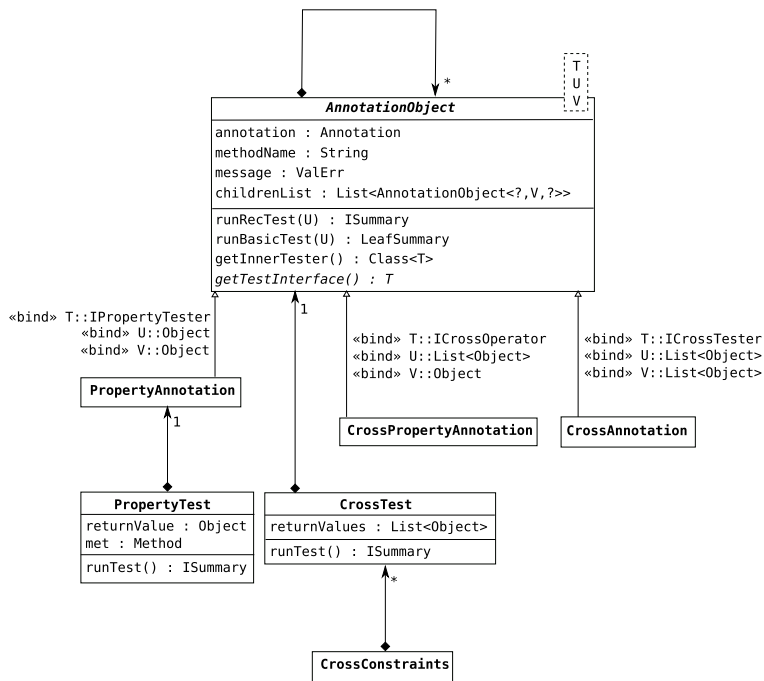 *
T
U
V
AnnotationObject
annotation : Annotation
methodName : String
message : ValErr
childrenList : List<AnnotationObject<?,V,?>>
runRecTest(U) : ISummary
runBasicTest(U) : LeafSummary
getInnerTester() : Class<T>
getTestInterface() : T
«bind» T::IPropertyTester
«bind» U::Object
«bind» V::Object
1
«bind» T::ICrossOperator
«bind» U::List<Object>
«bind» V::Object
«bind» T::ICrossTester
«bind» U::List<Object>
«bind» V::List<Object>
PropertyAnnotation
1
CrossPropertyAnnotation
CrossAnnotation
PropertyTest
returnValue : Object
met : Method
runTest() : ISummary
CrossTest
returnValues : List<Object>
runTest() : ISummary
*
CrossConstraints